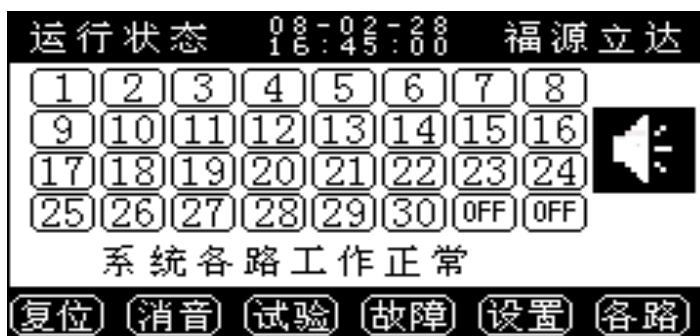 运行状态 08-02-28 16:45:00 福源立达
1 2 3 4 5 6 7 8
9 10 11 12 13 14 15 16
17 18 19 20 21 22 23 24
25 26 27 28 29 30 OFF OFF
系统各路工作正常
复位 消音 试验 故障 设置 各路